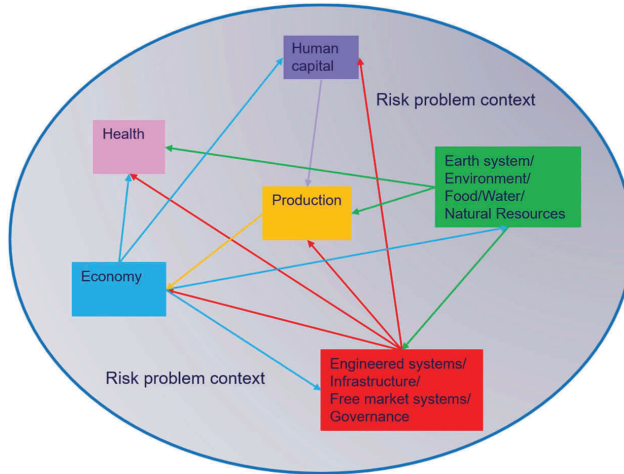 Human
capital
Risk problem context
Health
Earth system/
Environment/
Food/Water/
Natural Resources
Production
Economy
Engineered systems/
Infrastructure/
Free market systems/
Governance
Risk problem context